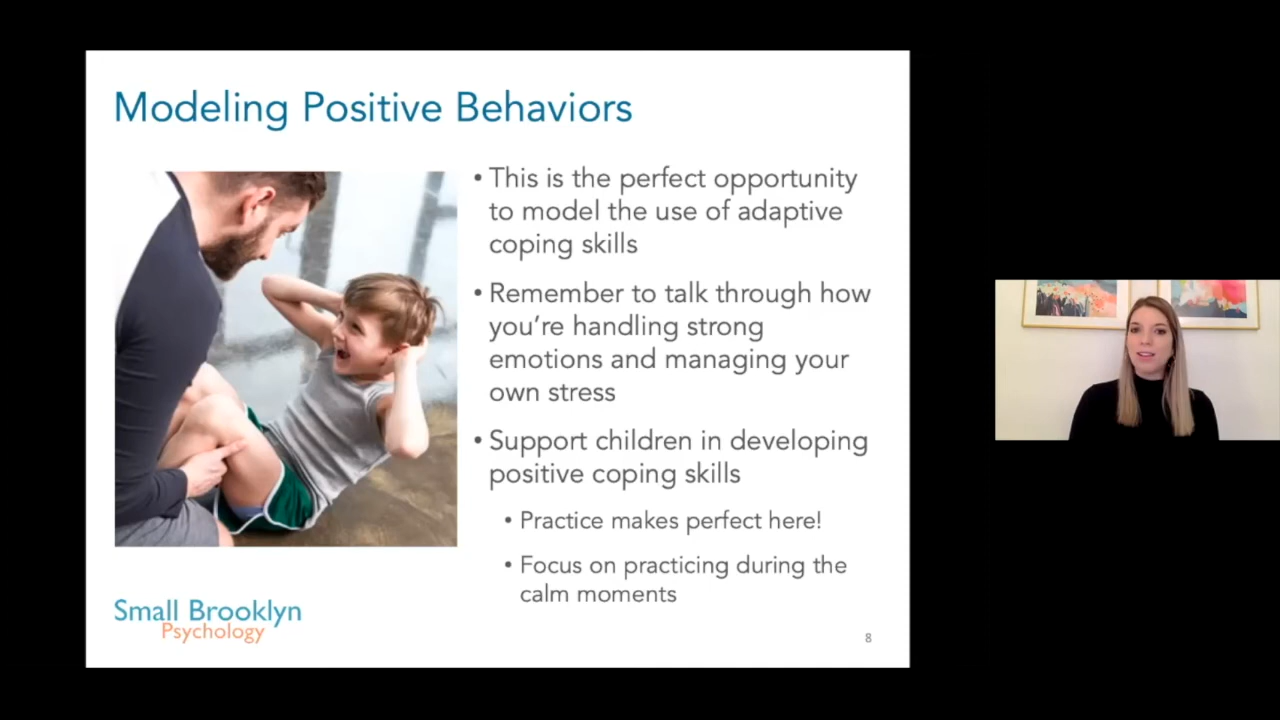 Modeling Positive Behaviors
• This is the perfect opportunity
to model the use of adaptive
coping skills
• Remember to talk through how
you’re handling strong
emotions and managing your
own stress
• Support children in developing
positive coping skills
• Practice makes perfect here!
• Focus on practicing during the
calm moments
Small Brooklyn
Psychology
8